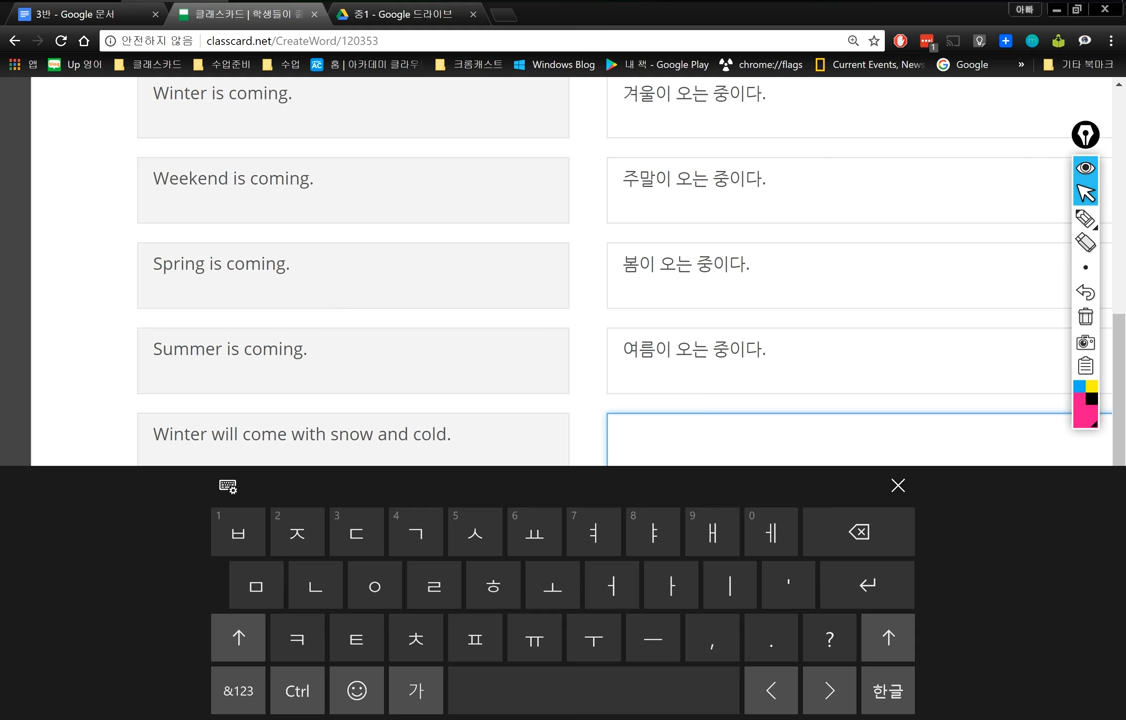 3반 - Google 문서
클래스카드 | 학생들이
중1 - Google 드라이브
아빠
안전하지 않음
classcard.net/CreateWord/120353
1
앱
Up 영어
클래스카드
수업준비
수업
홈 | 아카데미 클라우
크롬캐스트
Windows Blog
내 책 - Google Play
chrome://flags
Current Events, News
Google
»
기타 북마크
Winter is coming.
겨울이 오는 중이다.
Weekend is coming.
주말이 오는 중이다.
Spring is coming.
봄이 오는 중이다.
Summer is coming.
여름이 오는 중이다.
Winter will come with snow and cold.
1 2 3 4 5 6 7 8 9 0
ㅂ ㅈ ㄷ ㄱ ㅅ ㅛ ㅕ ㅑ ㅐ ㅔ
ㅁ ㄴ ㅇ ㄹ ㅎ ㅗ ㅓ ㅏ ㅣ '
ㅋ ㅌ ㅊ ㅍ ㅠ ㅜ ㅡ , . ?
&123 Ctrl 가 한글